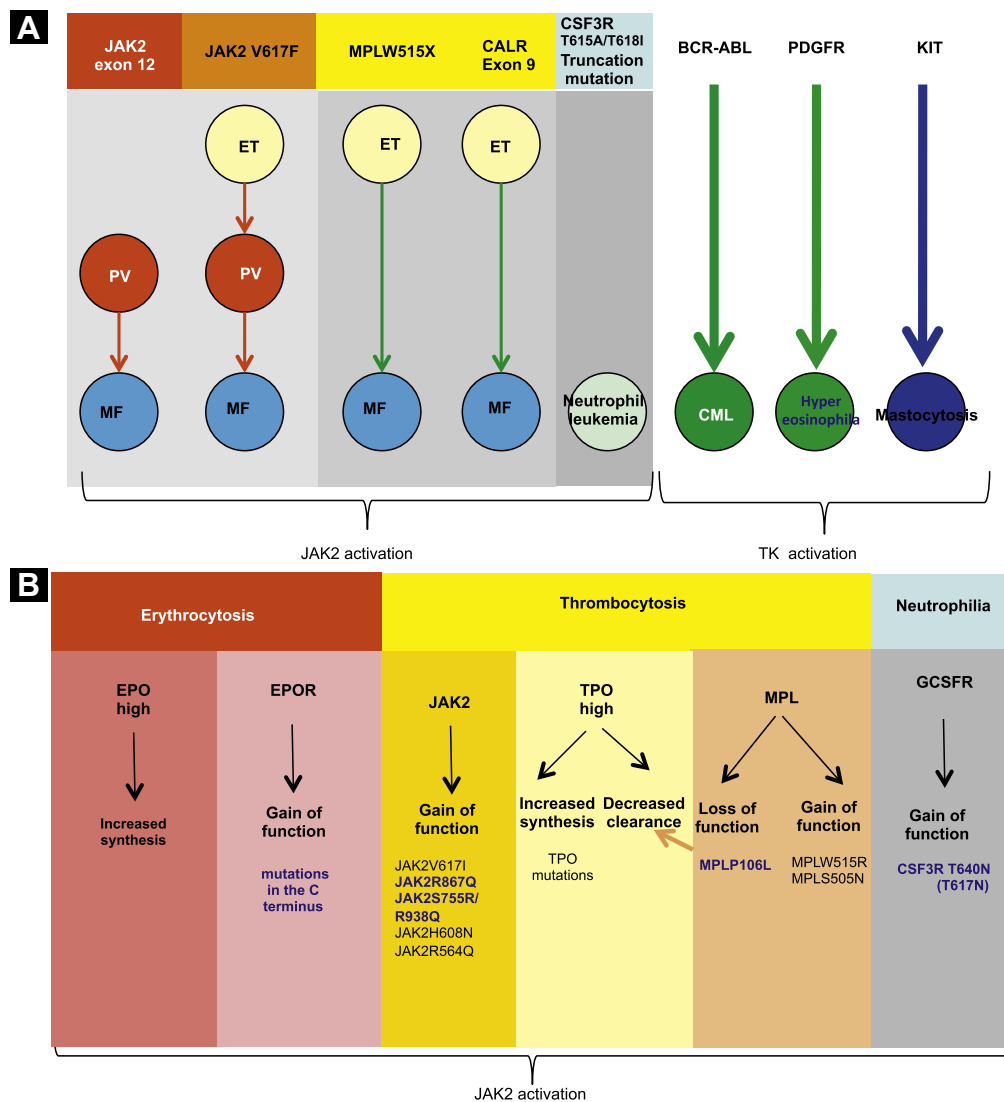 A
JAK2
exon 12
JAK2 V617F
MPLW515X
CALR
Exon 9
CSF3R
T615A/T618I
Truncation
mutation
BCR-ABL
PDGFR
KIT
ET
ET
ET
PV
PV
MF
MF
MF
MF
Neutrophil
leukemia
CML
Hyper
eosinophila
Mastocytosis
JAK2 activation
TK activation
B
Erythrocytosis
Thrombocytosis
Neutrophilia
EPO
high
EPOR
JAK2
TPO
high
MPL
GCSFR
Increased
synthesis
Gain of
function
Gain of
function
Increased
synthesis
Decreased
clearance
Loss of
function
Gain of
function
Gain of
function
mutations
in the C
terminus
JAK2V617I
JAK2R867Q
JAK2S755R/
R938Q
JAK2H608N
JAK2R564Q
TPO
mutations
MPLP106L
MPLW515R
MPLS505N
CSF3R T640N
(T617N)
JAK2 activation